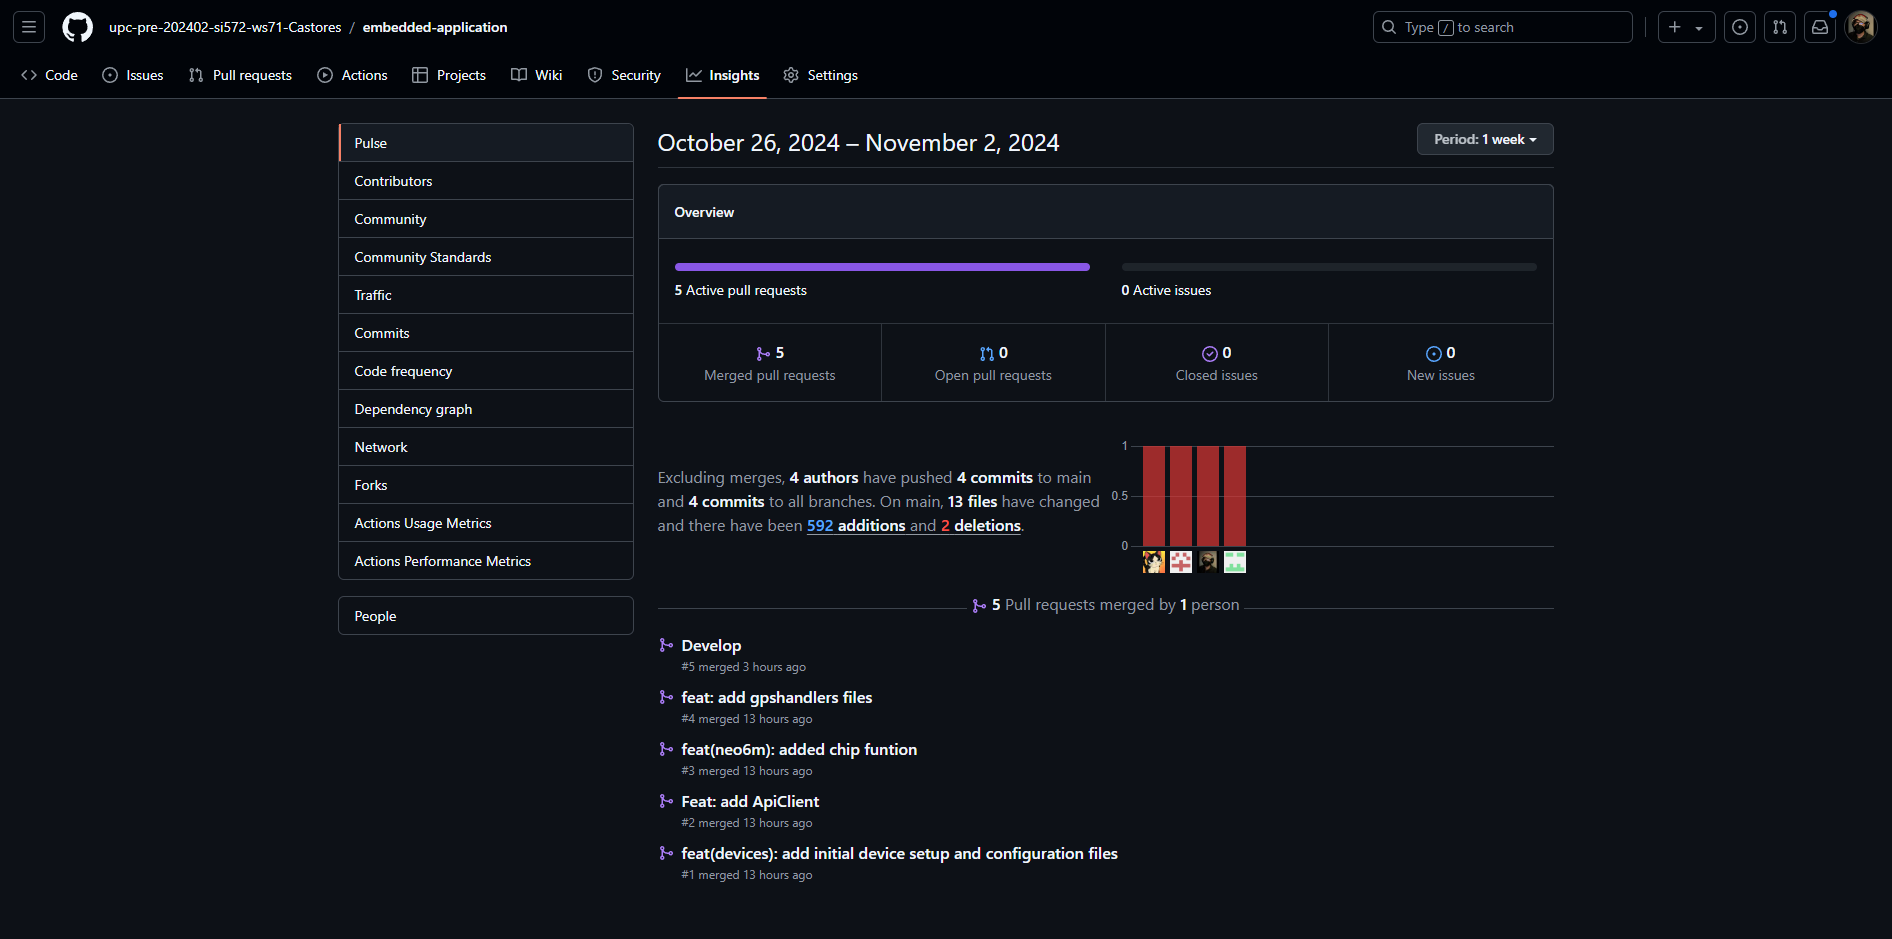 upc-pre-202402-si572-ws71-Castores / embedded-application
Type / to search
Code Issues Pull requests Actions Projects Wiki Security Insights Settings
Pulse
Contributors
Community
Community Standards
Traffic
Commits
Code frequency
Dependency graph
Network
Forks
Actions Usage Metrics
Actions Performance Metrics
People
October 26, 2024 – November 2, 2024
Period: 1 week
Overview
5 Active pull requests
0 Active issues
5
Merged pull requests
0
Open pull requests
0
Closed issues
0
New issues
Excluding merges, 4 authors have pushed 4 commits to main
and 4 commits to all branches. On main, 13 files have changed
and there have been 592 additions and 2 deletions.
1
0.5
0
5 Pull requests merged by 1 person
Develop
#5 merged 3 hours ago
feat: add gpshandlers files
#4 merged 13 hours ago
feat(neo6m): added chip funtion
#3 merged 13 hours ago
Feat: add ApiClient
#2 merged 13 hours ago
feat(devices): add initial device setup and configuration files
#1 merged 13 hours ago